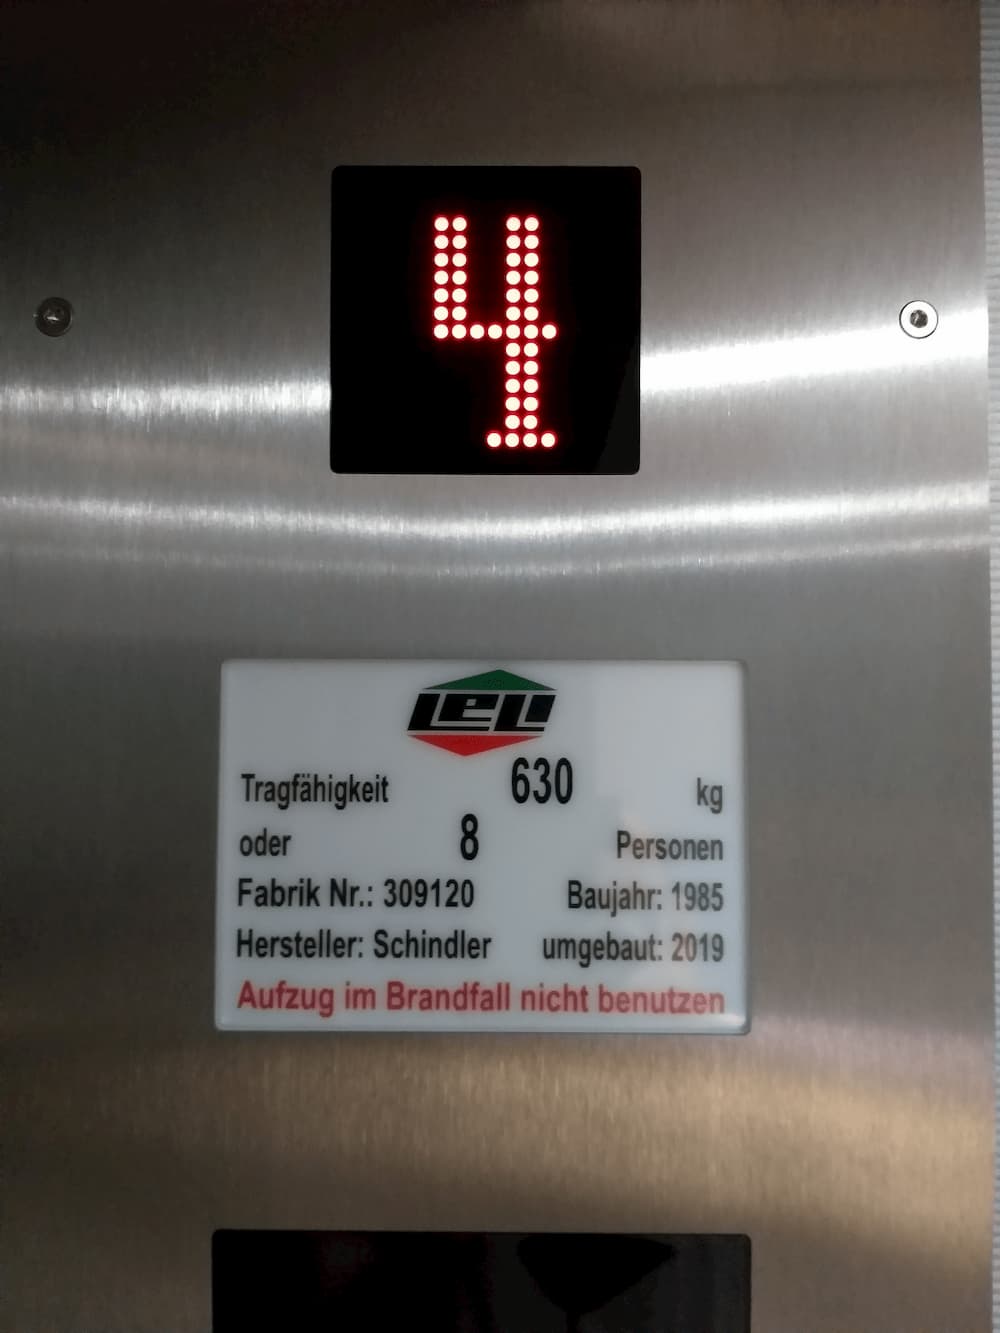 4
LEL!
Tragfähigkeit 630 kg
oder 8 Personen
Fabrik Nr.: 309120 Baujahr: 1985
Hersteller: Schindler umgebaut: 2019
Aufzug im Brandfall nicht benutzen